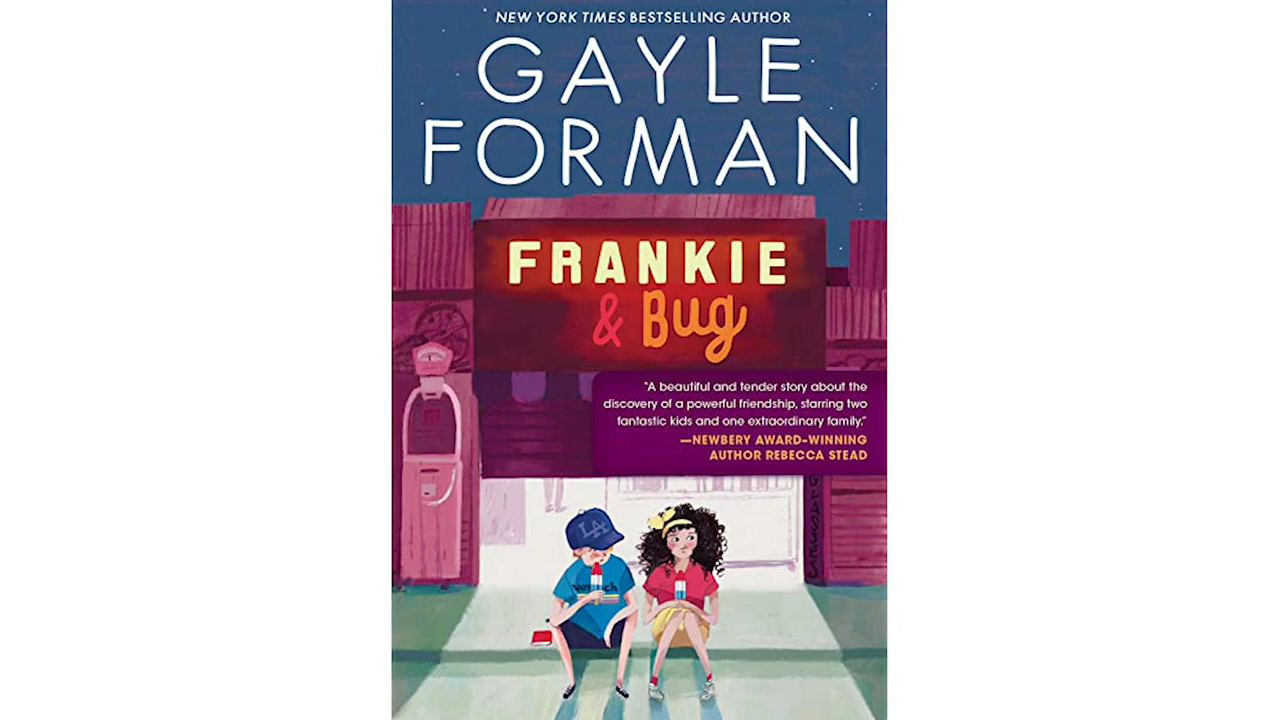 NEW YORK TIMES BESTSELLING AUTHOR
GAYLE
FORMAN
FRANKIE
& Bug
"A beautiful and tender story about the
discovery of a powerful friendship, starring two
fantastic kids and one extraordinary family."
—NEWBERY AWARD-WINNING
AUTHOR REBECCA STEAD
GLASSES
LA